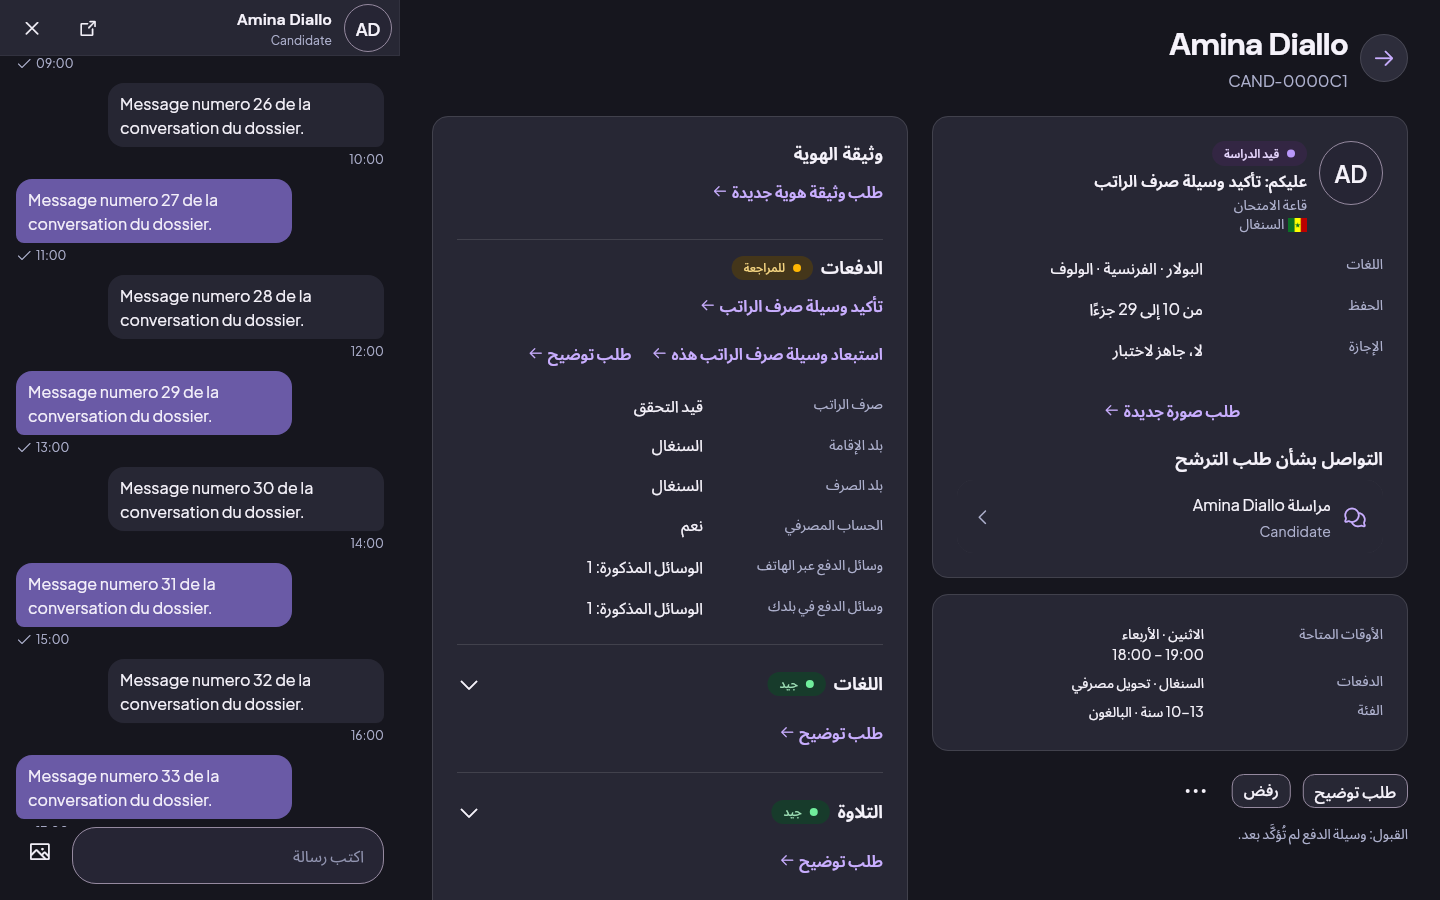 Amina Diallo
CAND-0000C1
AD
قيد الدراسة
عليكم: تأكيد وسيلة صرف الراتب
قاعة الامتحان
السنغال
اللغات
البولار · الفرنسية · الولوف
الحفظ
من 10 إلى 29 جزءًا
الإجازة
لا، جاهز لاختبار
طلب صورة جديدة ←
التواصل بشأن طلب الترشح
مراسلة Amina Diallo
Candidate
الأوقات المتاحة
الاثنين · الأربعاء
18:00 – 19:00
الدفعات
السنغال · تحويل مصرفي
الفئة
10–13 سنة · البالغون
طلب توضيح
رفض
القبول: وسيلة الدفع لم تُؤكَّد بعد.
وثيقة الهوية
طلب وثيقة هوية جديدة ←
الدفعات
للمراجعة
تأكيد وسيلة صرف الراتب ←
استبعاد وسيلة صرف الراتب هذه ←
طلب توضيح ←
صرف الراتب
قيد التحقق
بلد الإقامة
السنغال
بلد الصرف
السنغال
الحساب المصرفي
نعم
وسائل الدفع عبر الهاتف
الوسائل المذكورة: 1
وسائل الدفع في بلدك
الوسائل المذكورة: 1
اللغات
جيد
طلب توضيح ←
التلاوة
جيد
طلب توضيح ←
Amina Diallo
Candidate
AD
09:00
Message numero 26 de la
conversation du dossier.
10:00
Message numero 27 de la
conversation du dossier.
11:00
Message numero 28 de la
conversation du dossier.
12:00
Message numero 29 de la
conversation du dossier.
13:00
Message numero 30 de la
conversation du dossier.
14:00
Message numero 31 de la
conversation du dossier.
15:00
Message numero 32 de la
conversation du dossier.
16:00
Message numero 33 de la
conversation du dossier.
اكتب رسالة